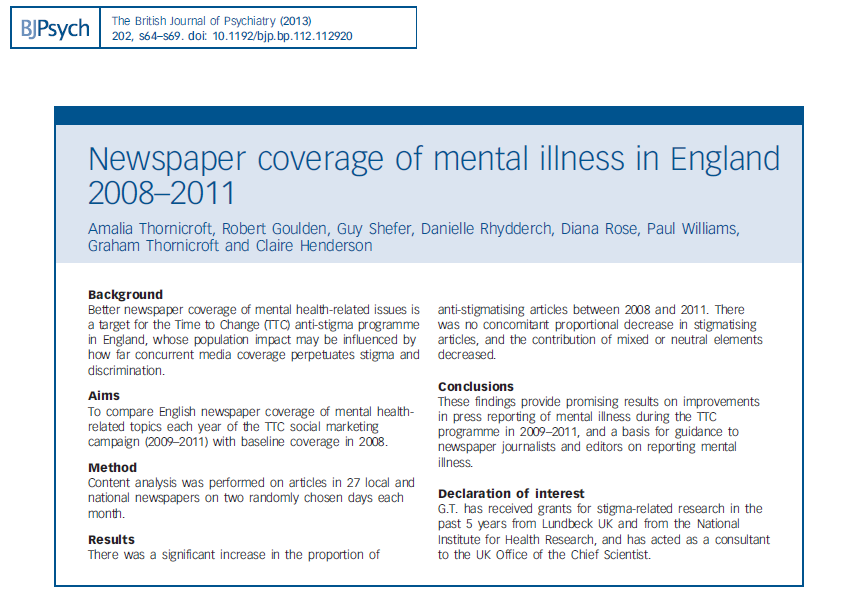 BJPsych
The British Journal of Psychiatry (2013)
202, s64–s69. doi: 10.1192/bjp.bp.112.112920
Newspaper coverage of mental illness in England
2008–2011
Amalia Thornicroft, Robert Goulden, Guy Shefer, Danielle Rhydderch, Diana Rose, Paul Williams,
Graham Thornicroft and Claire Henderson
Background
Better newspaper coverage of mental health-related issues is
a target for the Time to Change (TTC) anti-stigma programme
in England, whose population impact may be influenced by
how far concurrent media coverage perpetuates stigma and
discrimination.
Aims
To compare English newspaper coverage of mental health-
related topics each year of the TTC social marketing
campaign (2009–2011) with baseline coverage in 2008.
Method
Content analysis was performed on articles in 27 local and
national newspapers on two randomly chosen days each
month.
Results
There was a significant increase in the proportion of
anti-stigmatising articles between 2008 and 2011. There
was no concomitant proportional decrease in stigmatising
articles, and the contribution of mixed or neutral elements
decreased.
Conclusions
These findings provide promising results on improvements
in press reporting of mental illness during the TTC
programme in 2009–2011, and a basis for guidance to
newspaper journalists and editors on reporting mental
illness.
Declaration of interest
G.T. has received grants for stigma-related research in the
past 5 years from Lundbeck UK and from the National
Institute for Health Research, and has acted as a consultant
to the UK Office of the Chief Scientist.